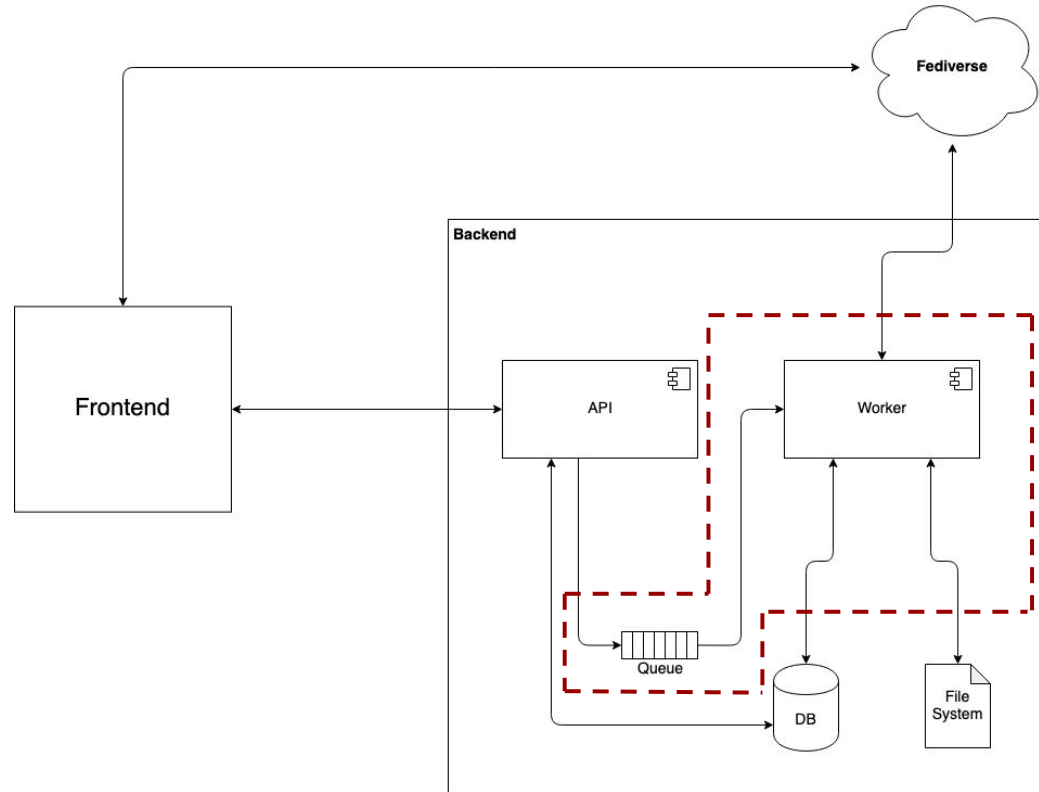 Fediverse
Backend
Frontend
API
Worker
Queue
DB
File
System